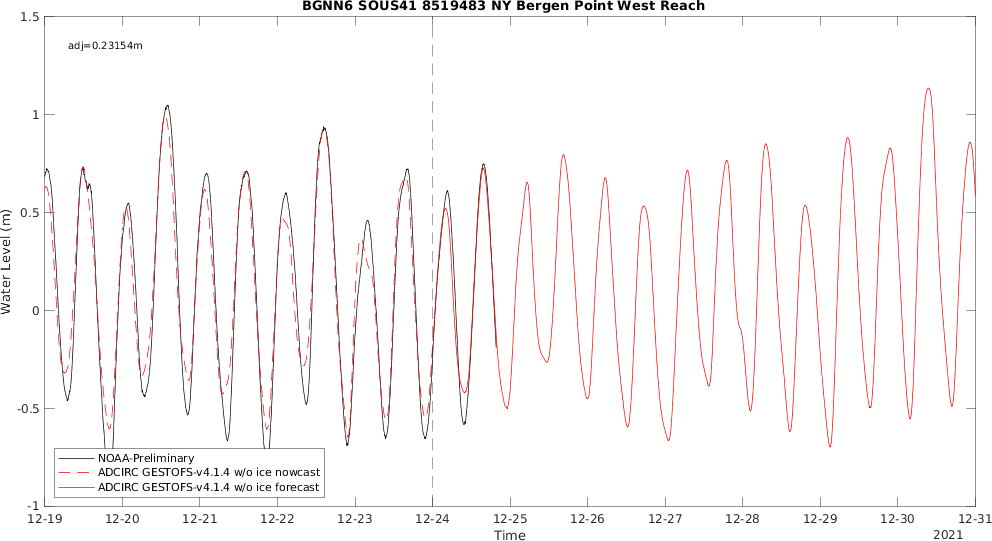 BGNN6 SOUS41 8519483 NY Bergen Point West Reach
1.5
adj=0.23154m
1
0.5
Water Level (m)
0
-0.5
NOAA-Preliminary
ADCIRC GESTOFS-v4.1.4 w/o ice nowcast
ADCIRC GESTOFS-v4.1.4 w/o ice forecast
-1
12-19 12-20 12-21 12-22 12-23 12-24 12-25 12-26 12-27 12-28 12-29 12-30 12-31
Time
2021